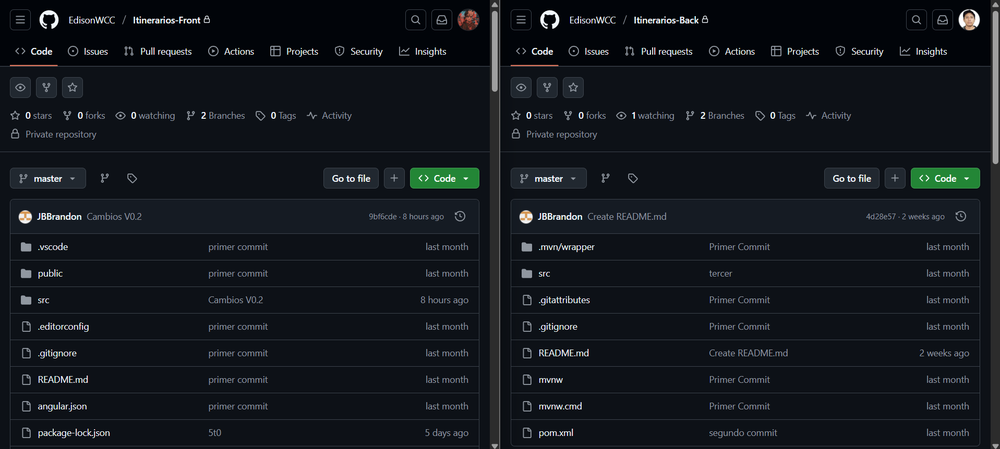 EdisonWCC / Itinerarios-Front
Code Issues Pull requests Actions Projects Security Insights
0 stars 0 forks 0 watching 2 Branches 0 Tags Activity
Private repository
master Go to file Code
JBBrandon Cambios V0.2 9bf6cde · 8 hours ago
.vscode primer commit last month
public primer commit last month
src Cambios V0.2 8 hours ago
.editorconfig primer commit last month
.gitignore primer commit last month
README.md primer commit last month
angular.json primer commit last month
package-lock.json 5t0 5 days ago
EdisonWCC / Itinerarios-Back
Code Issues Pull requests Actions Projects Security Insights
0 stars 0 forks 1 watching 2 Branches 0 Tags Activity
Private repository
master Go to file Code
JBBrandon Create README.md 4d28e57 · 2 weeks ago
.mvn/wrapper Primer Commit last month
src tercer last month
.gitattributes Primer Commit last month
.gitignore Primer Commit last month
README.md Create README.md 2 weeks ago
mvnw Primer Commit last month
mvnw.cmd Primer Commit last month
pom.xml segundo commit last month